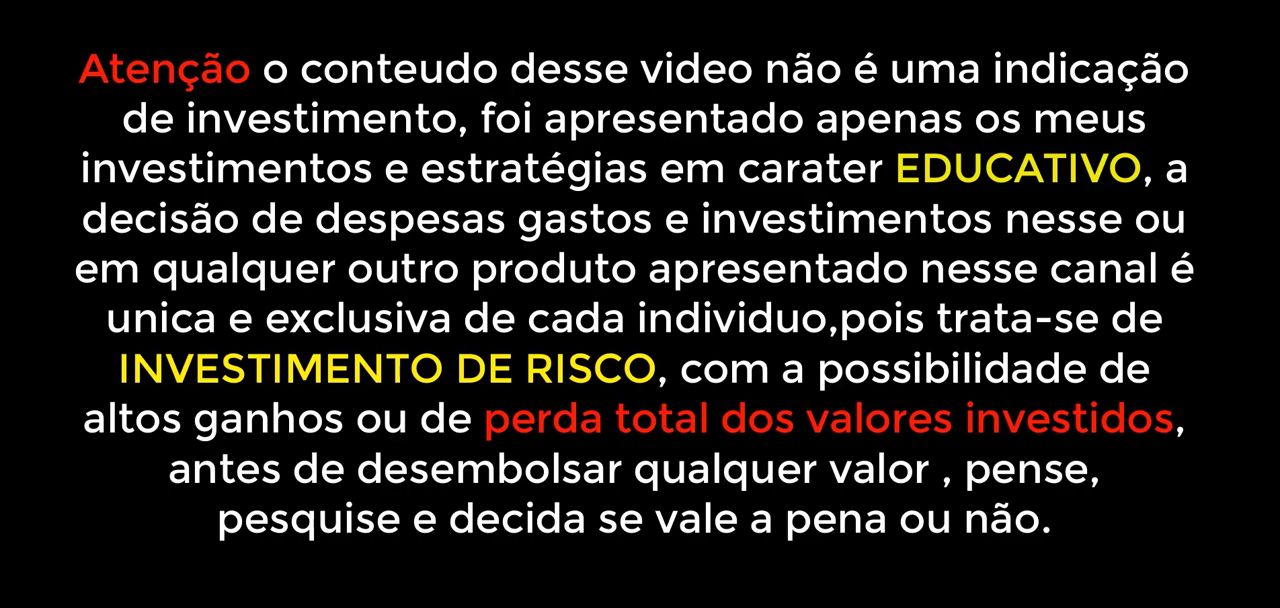 Atenção o conteudo desse video não é uma indicação
de investimento, foi apresentado apenas os meus
investimentos e estratégias em carater EDUCATIVO, a
decisão de despesas gastos e investimentos nesse ou
em qualquer outro produto apresentado nesse canal é
unica e exclusiva de cada individuo,pois trata-se de
INVESTIMENTO DE RISCO, com a possibilidade de
altos ganhos ou de perda total dos valores investidos,
antes de desembolsar qualquer valor , pense,
pesquise e decida se vale a pena ou não.